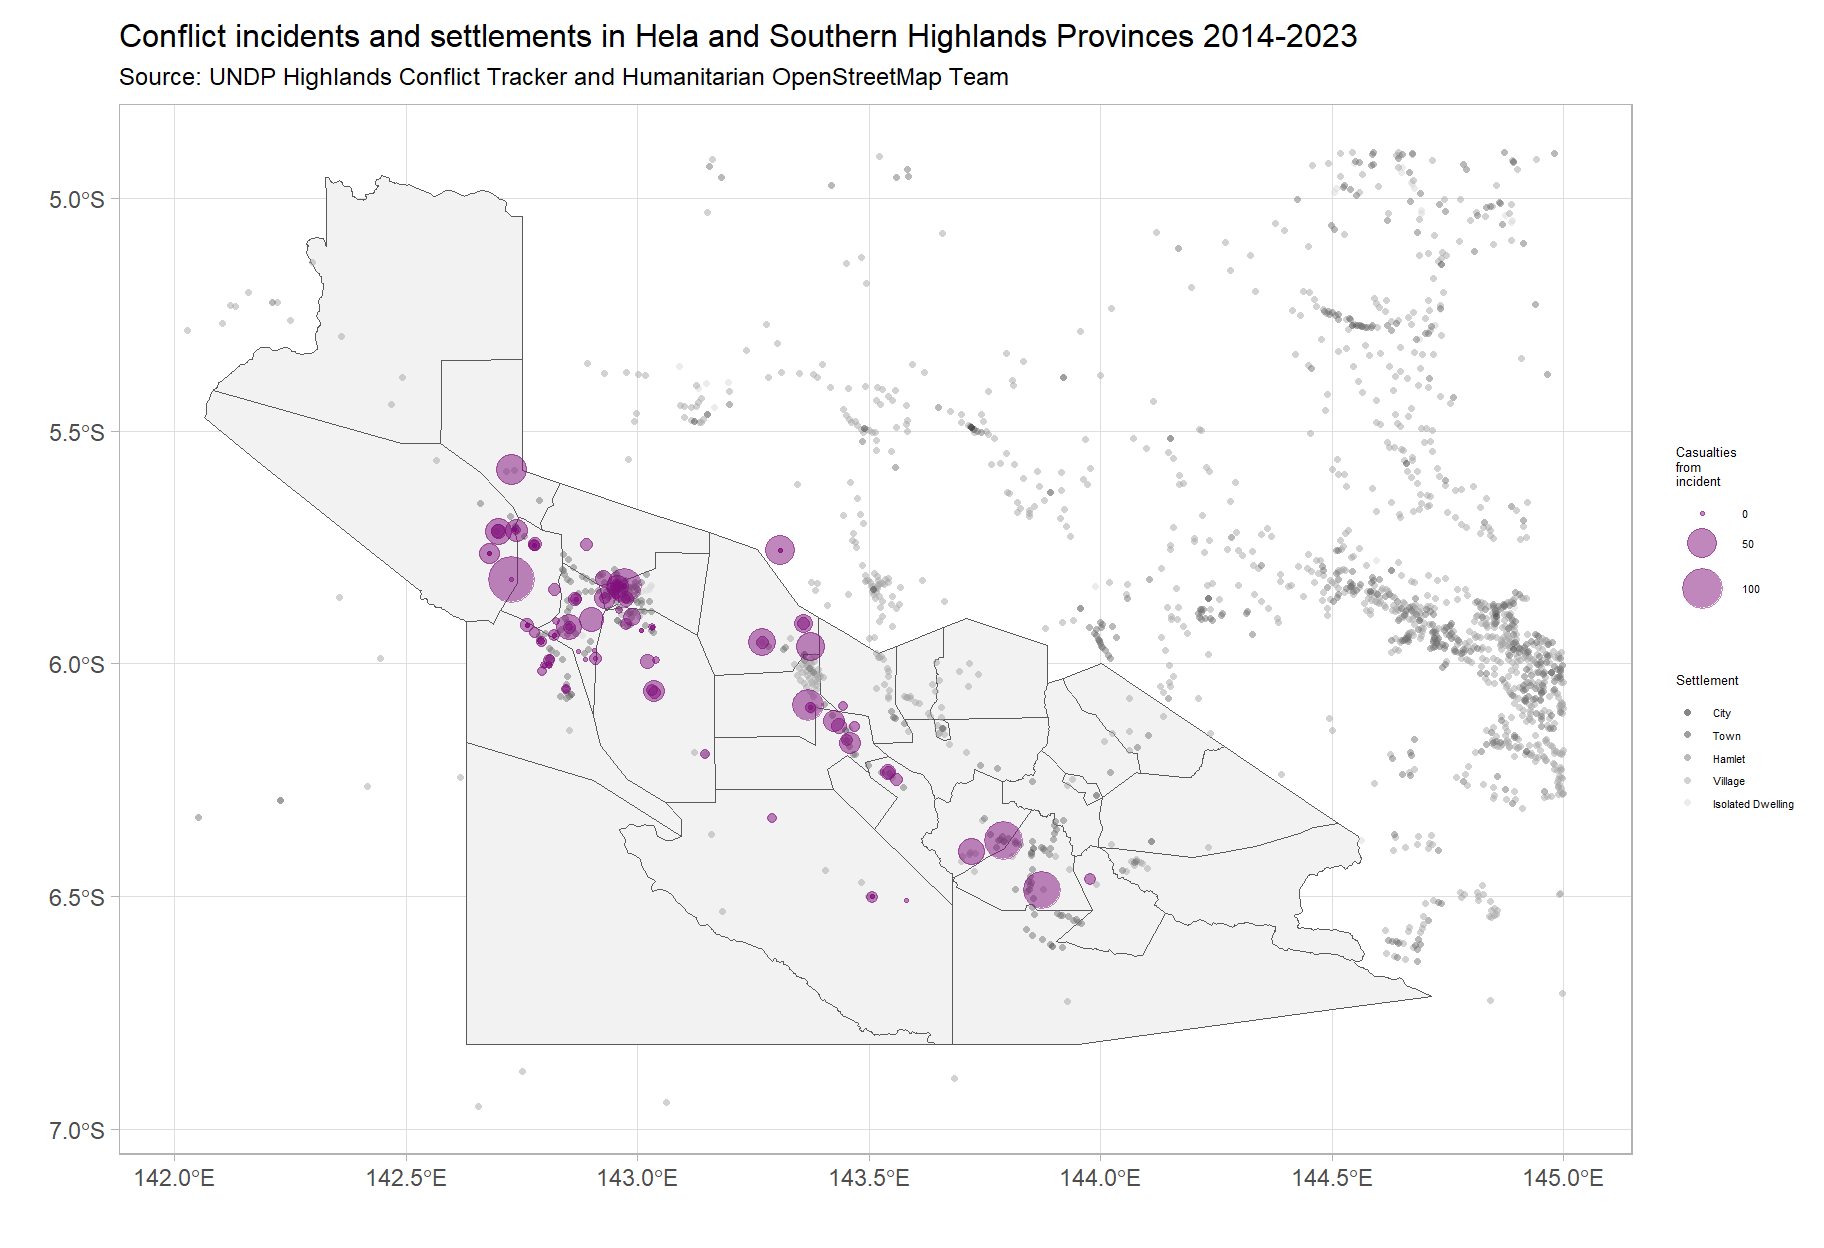 Conflict incidents and settlements in Hela and Southern Highlands Provinces 2014-2023
Source: UNDP Highlands Conflict Tracker and Humanitarian OpenStreetMap Team
5.0°S
5.5°S
6.0°S
6.5°S
7.0°S
142.0°E
142.5°E
143.0°E
143.5°E
144.0°E
144.5°E
145.0°E
Casualties
from
incident
0
50
100
Settlement
City
Town
Hamlet
Village
Isolated Dwelling